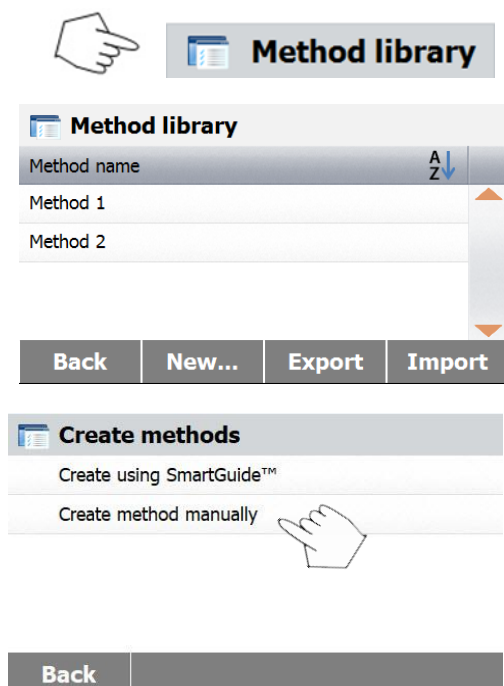 Method library
Method library
Method name AZ
Method 1
Method 2
Back New... Export Import
Create methods
Create using SmartGuide™
Create method manually
Back